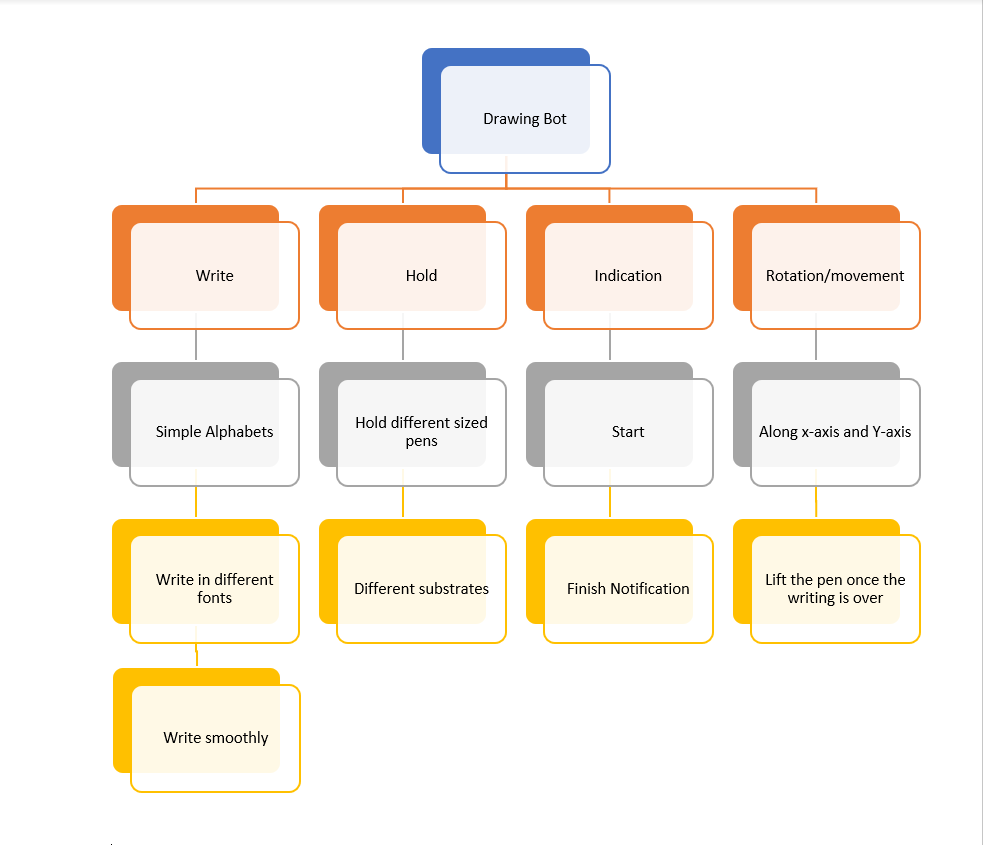 Drawing Bot
Write
Hold
Indication
Rotation/movement
Simple Alphabets
Hold different sized
pens
Start
Along x-axis and Y-axis
Write in different
fonts
Different substrates
Finish Notification
Lift the pen once the
writing is over
Write smoothly